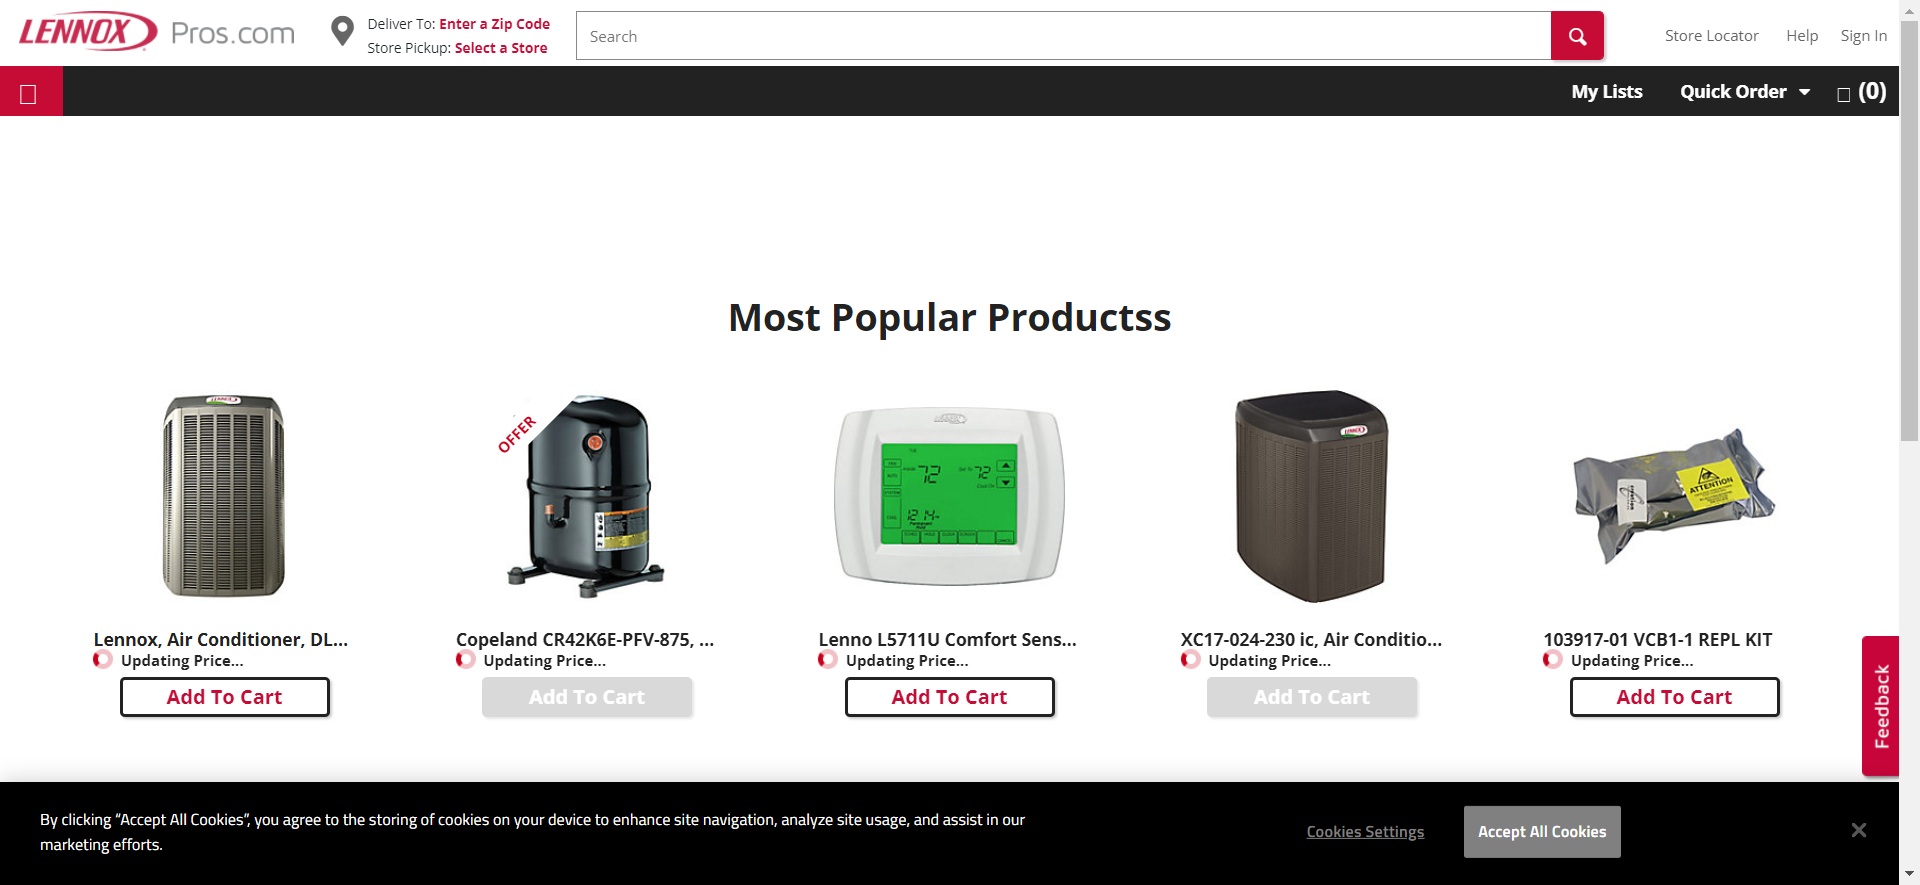 LENNOX Pros.com
Deliver To: Enter a Zip Code
Store Pickup: Select a Store
Search
Store Locator
Help
Sign In
My Lists
Quick Order
(0)
Most Popular Productss
OFFER
LENNOX
72
72
ATTENTION
Lennox, Air Conditioner, DL...
Updating Price...
Add To Cart
Copeland CR42K6E-PFV-875, ...
Updating Price...
Add To Cart
Lenno L5711U Comfort Sens...
Updating Price...
Add To Cart
XC17-024-230 ic, Air Conditio...
Updating Price...
Add To Cart
103917-01 VCB1-1 REPL KIT
Updating Price...
Add To Cart
Feedback
By clicking “Accept All Cookies”, you agree to the storing of cookies on your device to enhance site navigation, analyze site usage, and assist in our
marketing efforts.
Cookies Settings
Accept All Cookies